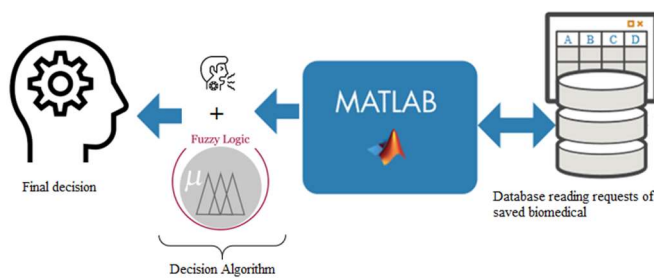 A B C D
MATLAB
+
Fuzzy Logic
μ
Final decision
Database reading requests of
saved biomedical
Decision Algorithm